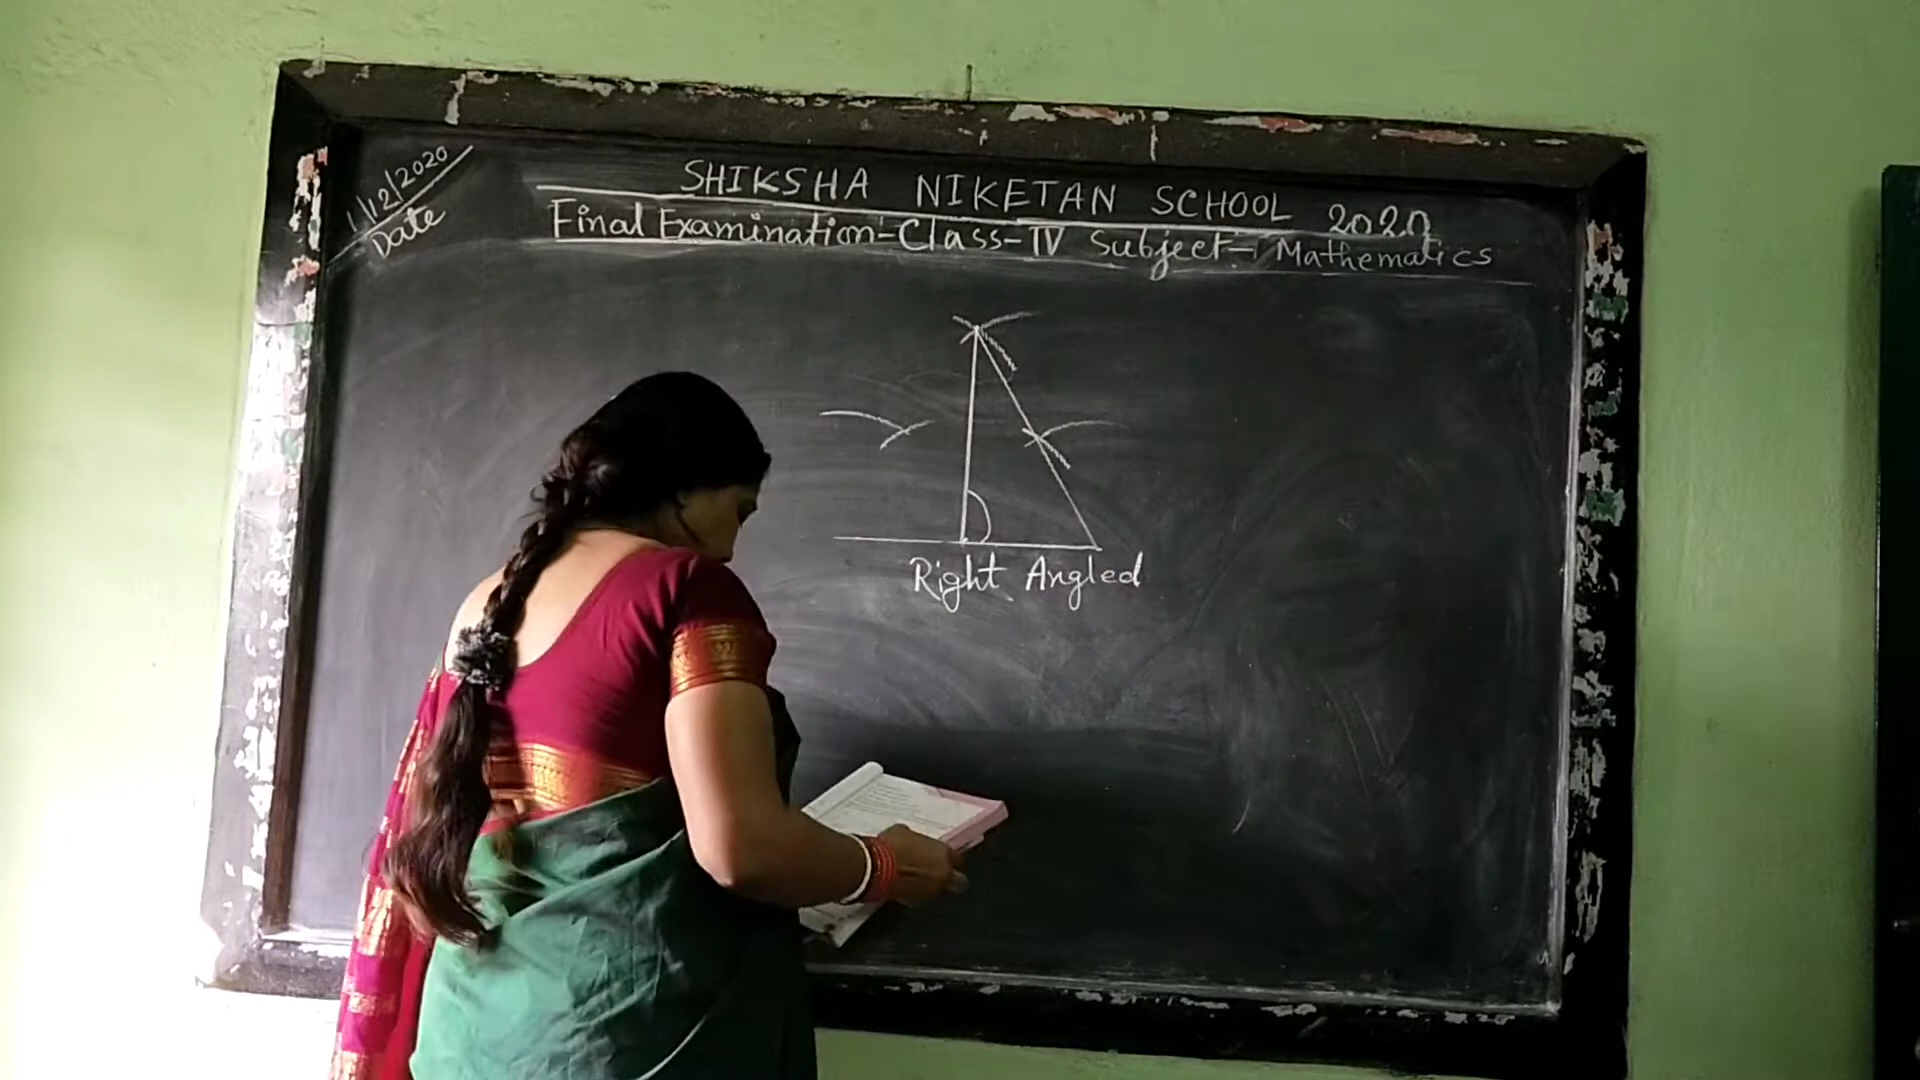 1/12/2020
Date
SHIKSHA NIKETAN SCHOOL 2020
Final Examination-Class-IV Subject- Mathematics
Right Angled